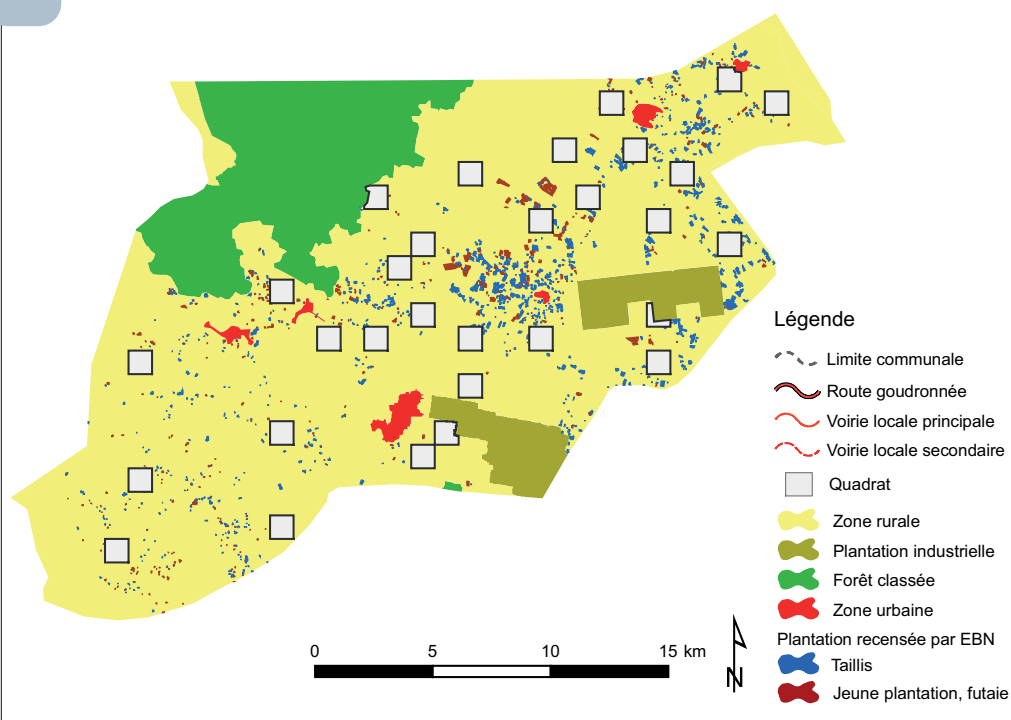 Légende
Limite communale
Route goudronnée
Voirie locale principale
Voirie locale secondaire
Quadrat
Zone rurale
Plantation industrielle
Forêt classée
Zone urbaine
Plantation recensée par EBN
Taillis
Jeune plantation, futaie
0 5 10 15 km
N